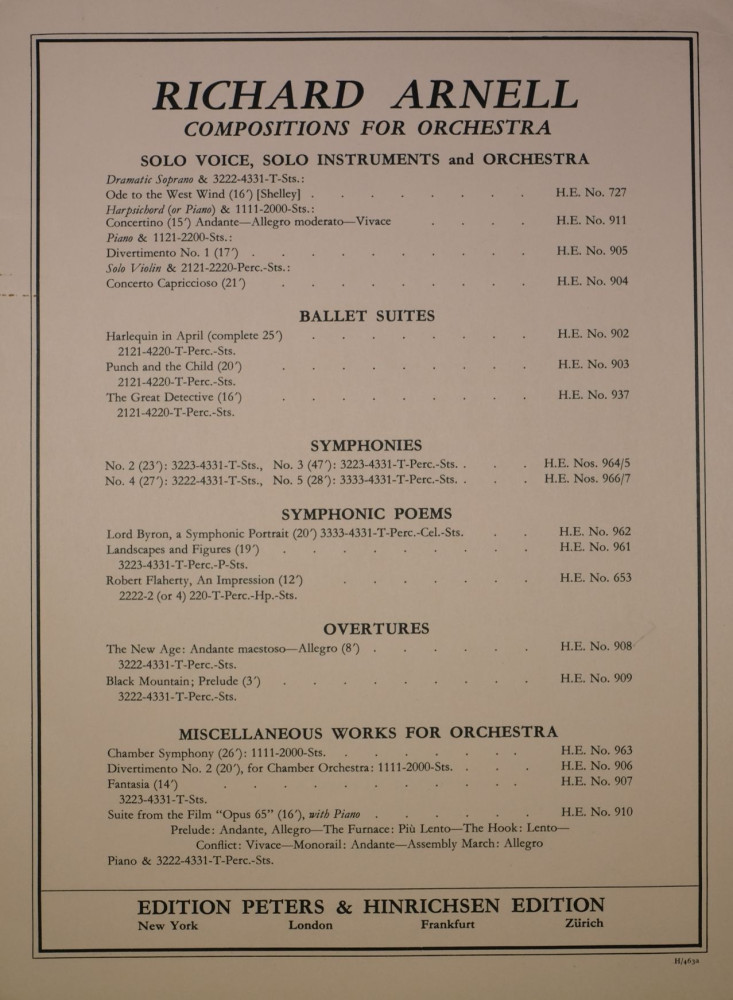 RICHARD ARNELL
COMPOSITIONS FOR ORCHESTRA
SOLO VOICE, SOLO INSTRUMENTS and ORCHESTRA
Dramatic Soprano & 3222-4331-T-Sts.:
Ode to the West Wind (16′) [Shelley] . . . . . . . . H.E. No. 727
Harpsichord (or Piano) & 1111-2000-Sts.:
Concertino (15′) Andante—Allegro moderato—Vivace . . . . H.E. No. 911
Piano & 1121-2200-Sts.:
Divertimento No. 1 (17′) . . . . . . . . . . H.E. No. 905
Solo Violin & 2121-2220-Perc.-Sts.:
Concerto Capriccioso (21′) . . . . . . . . . H.E. No. 904
BALLET SUITES
Harlequin in April (complete 25′) . . . . . . . . H.E. No. 902
2121-4220-T-Perc.-Sts.
Punch and the Child (20′) . . . . . . . . . H.E. No. 903
2121-4220-T-Perc.-Sts.
The Great Detective (16′) . . . . . . . . . H.E. No. 937
2121-4220-T-Perc.-Sts.
SYMPHONIES
No. 2 (23′): 3223-4331-T-Sts., No. 3 (47′): 3223-4331-T-Perc.-Sts. . . . H.E. Nos. 964/5
No. 4 (27′): 3222-4331-T-Sts., No. 5 (28′): 3333-4331-T-Perc.-Sts. . . . H.E. Nos. 966/7
SYMPHONIC POEMS
Lord Byron, a Symphonic Portrait (20′) 3333-4331-T-Perc.-Cel.-Sts. . . H.E. No. 962
Landscapes and Figures (19′) . . . . . . . . . H.E. No. 961
3223-4331-T-Perc.-P-Sts.
Robert Flaherty, An Impression (12′) . . . . . . . H.E. No. 653
2222-2 (or 4) 220-T-Perc.-Hp.-Sts.
OVERTURES
The New Age: Andante maestoso—Allegro (8′) . . . . . . H.E. No. 908
3222-4331-T-Perc.-Sts.
Black Mountain; Prelude (3′) . . . . . . . . . H.E. No. 909
3222-4331-T-Perc.-Sts.
MISCELLANEOUS WORKS FOR ORCHESTRA
Chamber Symphony (26′): 1111-2000-Sts. . . . . . . . H.E. No. 963
Divertimento No. 2 (20′), for Chamber Orchestra: 1111-2000-Sts. . . . H.E. No. 906
Fantasia (14′) . . . . . . . . . . . H.E. No. 907
3223-4331-T-Sts.
Suite from the Film “Opus 65” (16′), with Piano . . . . . . H.E. No. 910
Prelude: Andante, Allegro—The Furnace: Più Lento—The Hook: Lento—
Conflict: Vivace—Monorail: Andante—Assembly March: Allegro
Piano & 3222-4331-T-Perc.-Sts.
EDITION PETERS & HINRICHSEN EDITION
New York London Frankfurt Zürich
H/463a